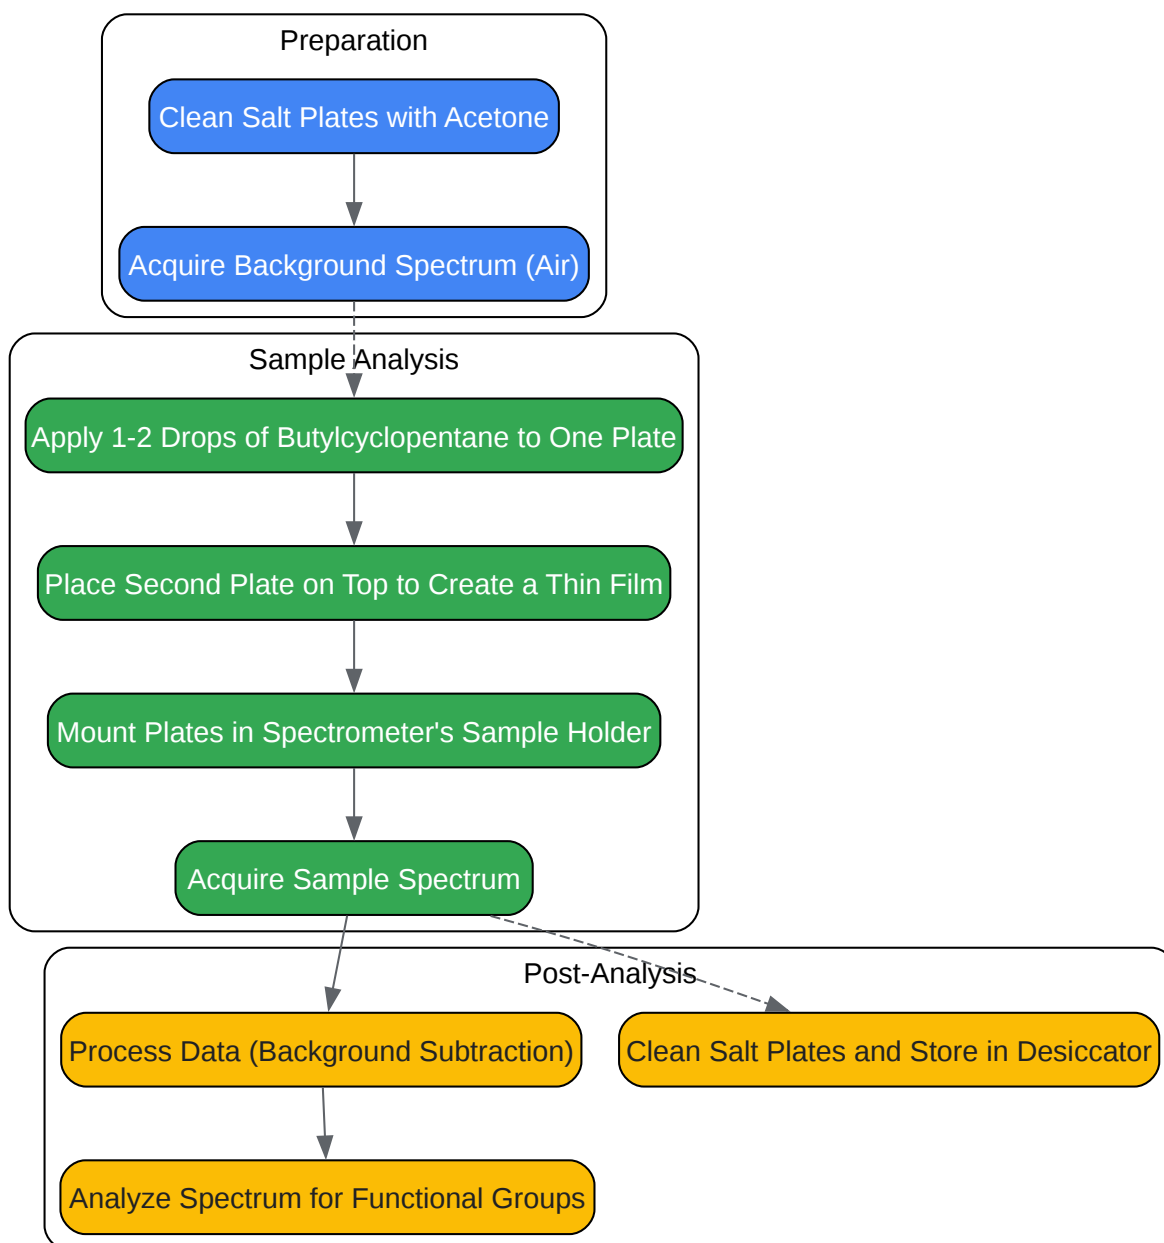 Preparation
Clean Salt Plates with Acetone
Acquire Background Spectrum (Air)
Sample Analysis
Apply 1-2 Drops of Butylcyclopentane to One Plate
Place Second Plate on Top to Create a Thin Film
Mount Plates in Spectrometer's Sample Holder
Acquire Sample Spectrum
Post-Analysis
Process Data (Background Subtraction)
Clean Salt Plates and Store in Desiccator
Analyze Spectrum for Functional Groups